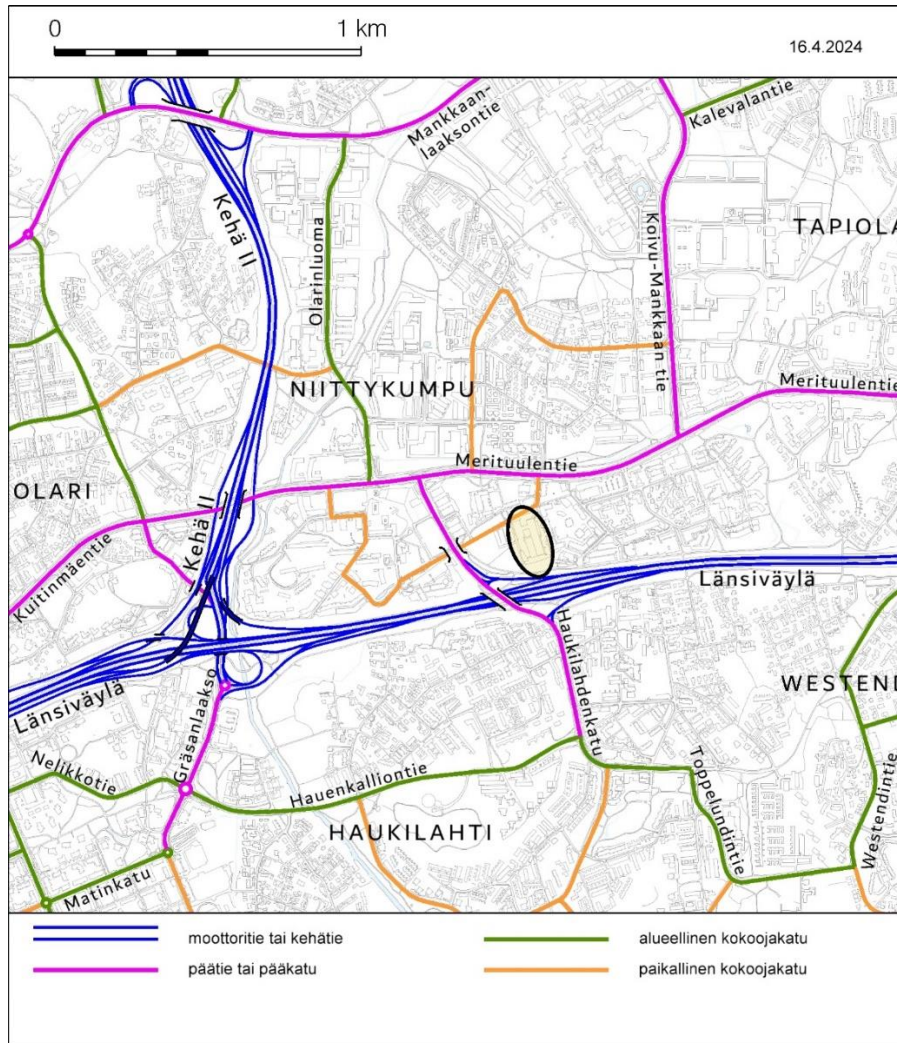 0 1 km
16.4.2024
Kalevalantie
Mankkaan-
laaksontie
Kehä II
Olarinluoma
Koivu-Mankkaan tie
TAPIOLA
NIITTYKUMPU
Merituulentie
Merituulentie
OLARI
Kehä II
Kuitinmäentie
Länsiväylä
Haukilahdenkatu
Länsiväylä
WESTEND
Gräsanlaakso
Nelikkotie
Hauenkalliontie
Toppelundintie
Westendintie
HAUKILAHTI
Matinkatu
moottoritie tai kehätie
alueellinen kokoojakatu
päätie tai pääkatu
paikallinen kokoojakatu